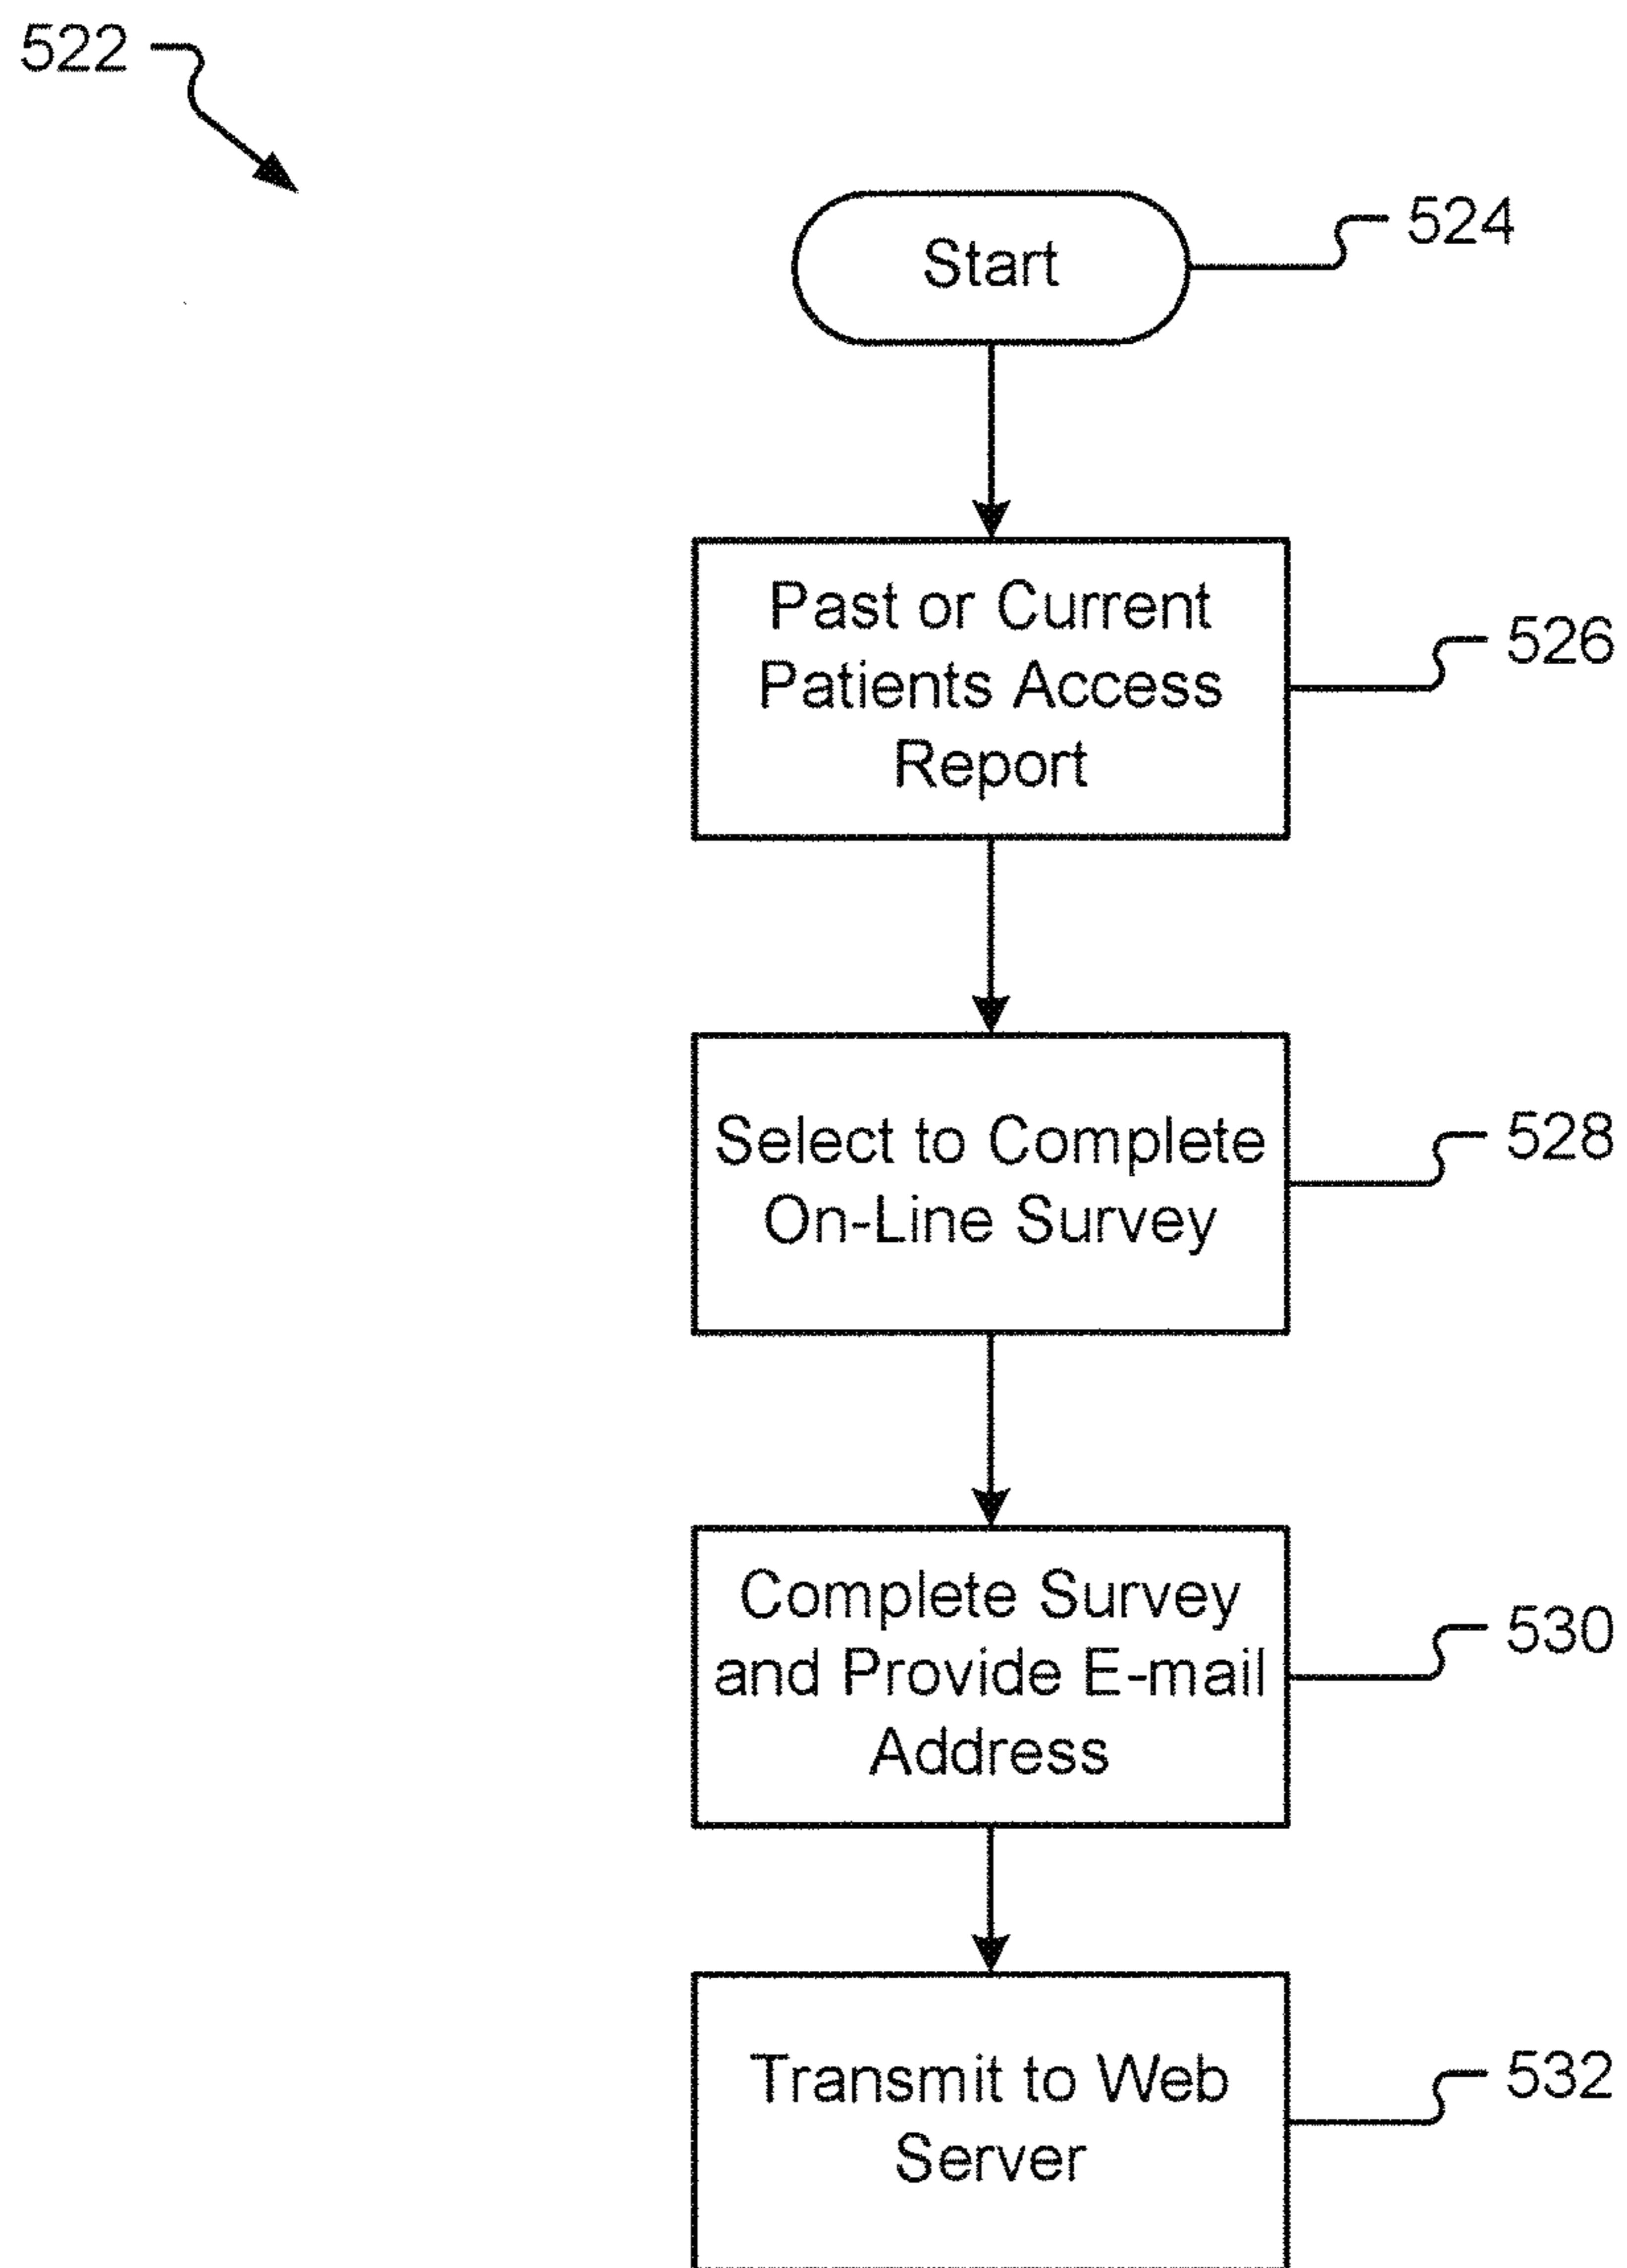 522
Start
524
Past or Current
Patients Access
Report
526
Select to Complete
On-Line Survey
528
Complete Survey
and Provide E-mail
Address
530
Transmit to Web
Server
532